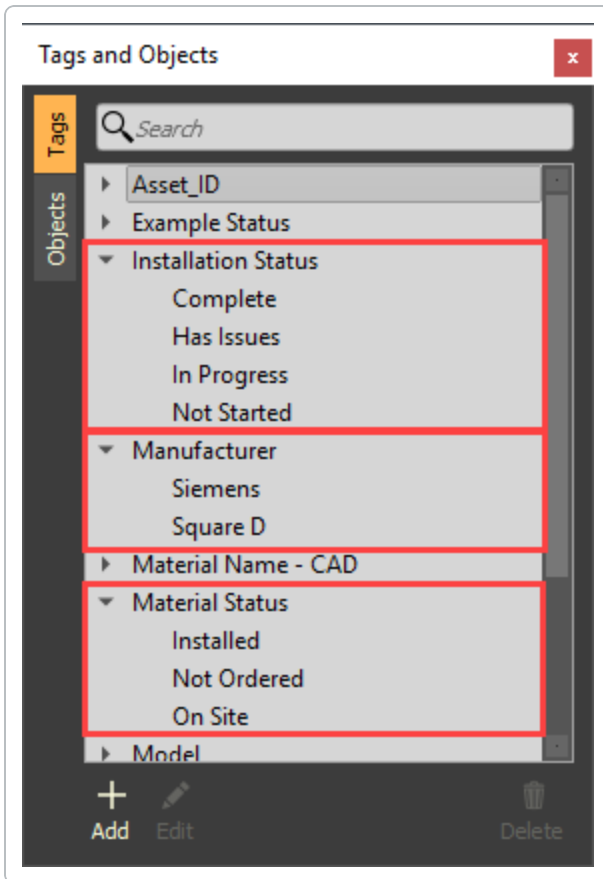 Tags and Objects
x
Tags
Objects
Search
Asset_ID
Example Status
Installation Status
Complete
Has Issues
In Progress
Not Started
Manufacturer
Siemens
Square D
Material Name - CAD
Material Status
Installed
Not Ordered
On Site
Model
Add
Edit
Delete